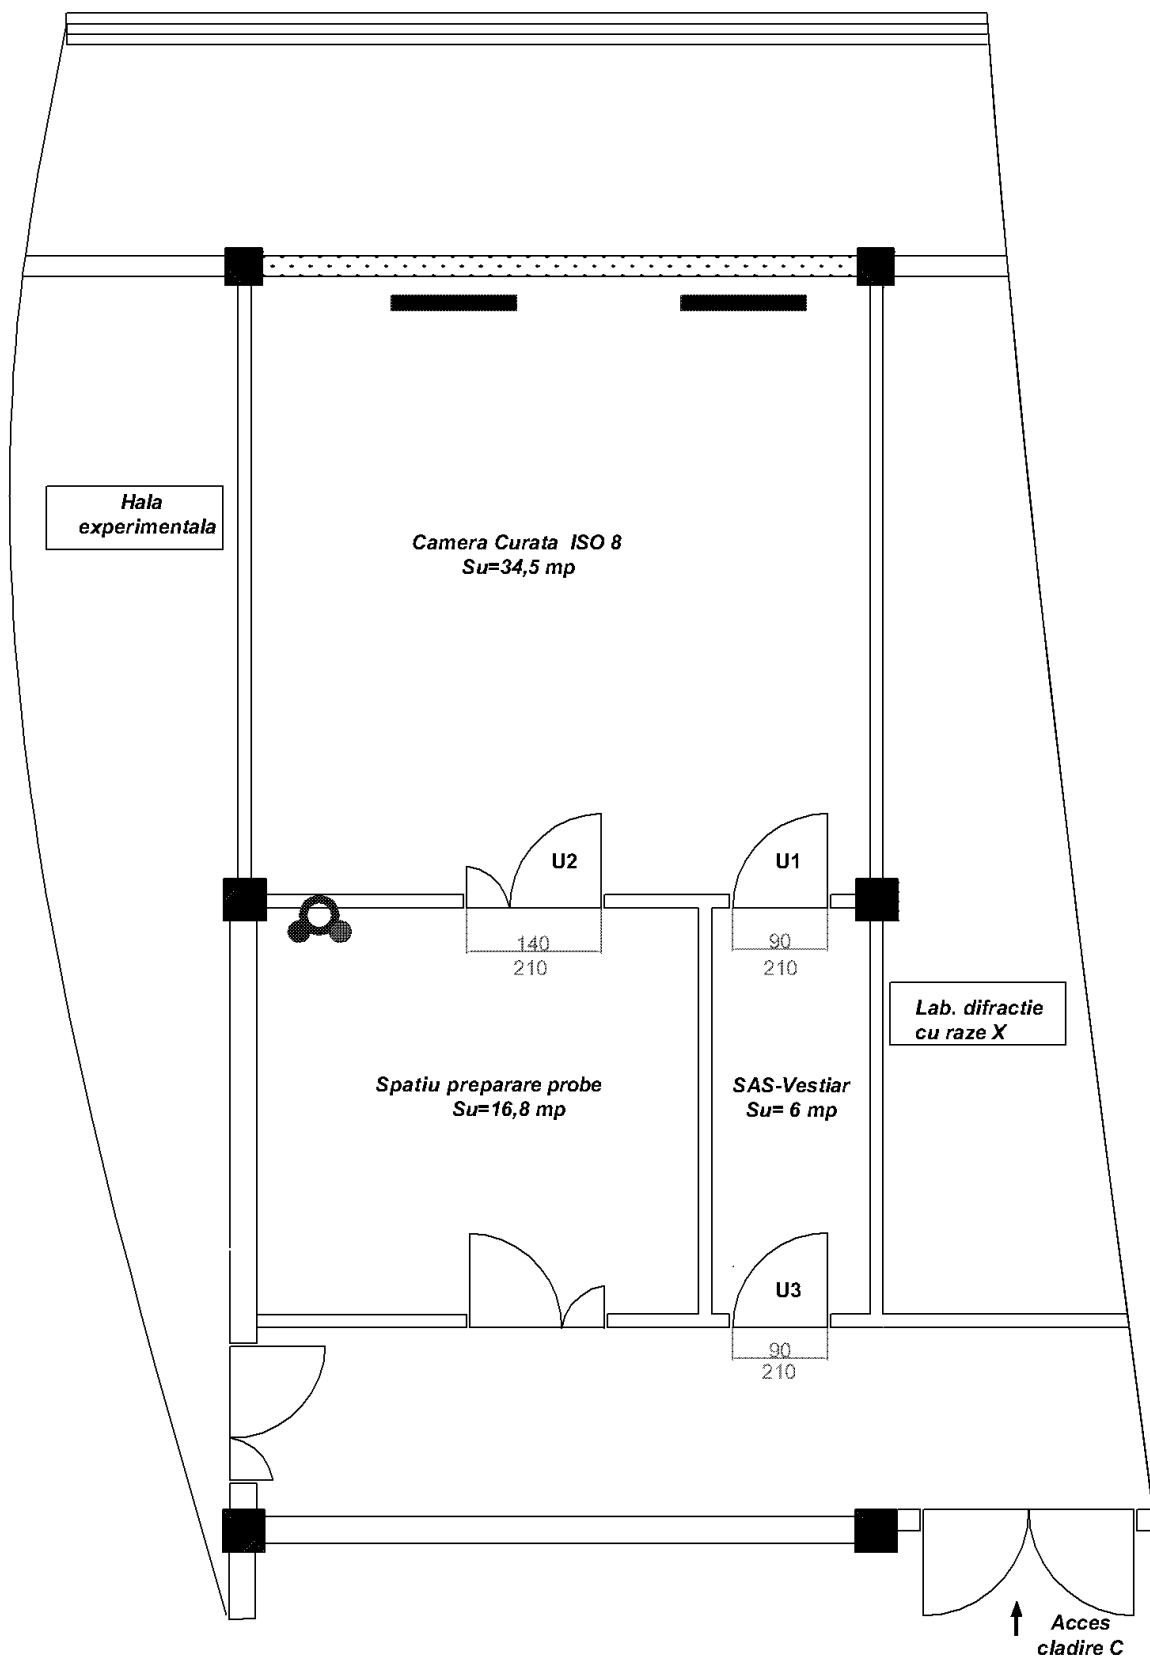 Hala
experimentala
Camera Curata ISO 8
Su=34,5 mp
U2
U1
140
210
90
210
Lab. difractie
cu raze X
Spatiu preparare probe
Su=16,8 mp
SAS-Vestiar
Su= 6 mp
U3
90
210
Acces
cladire C